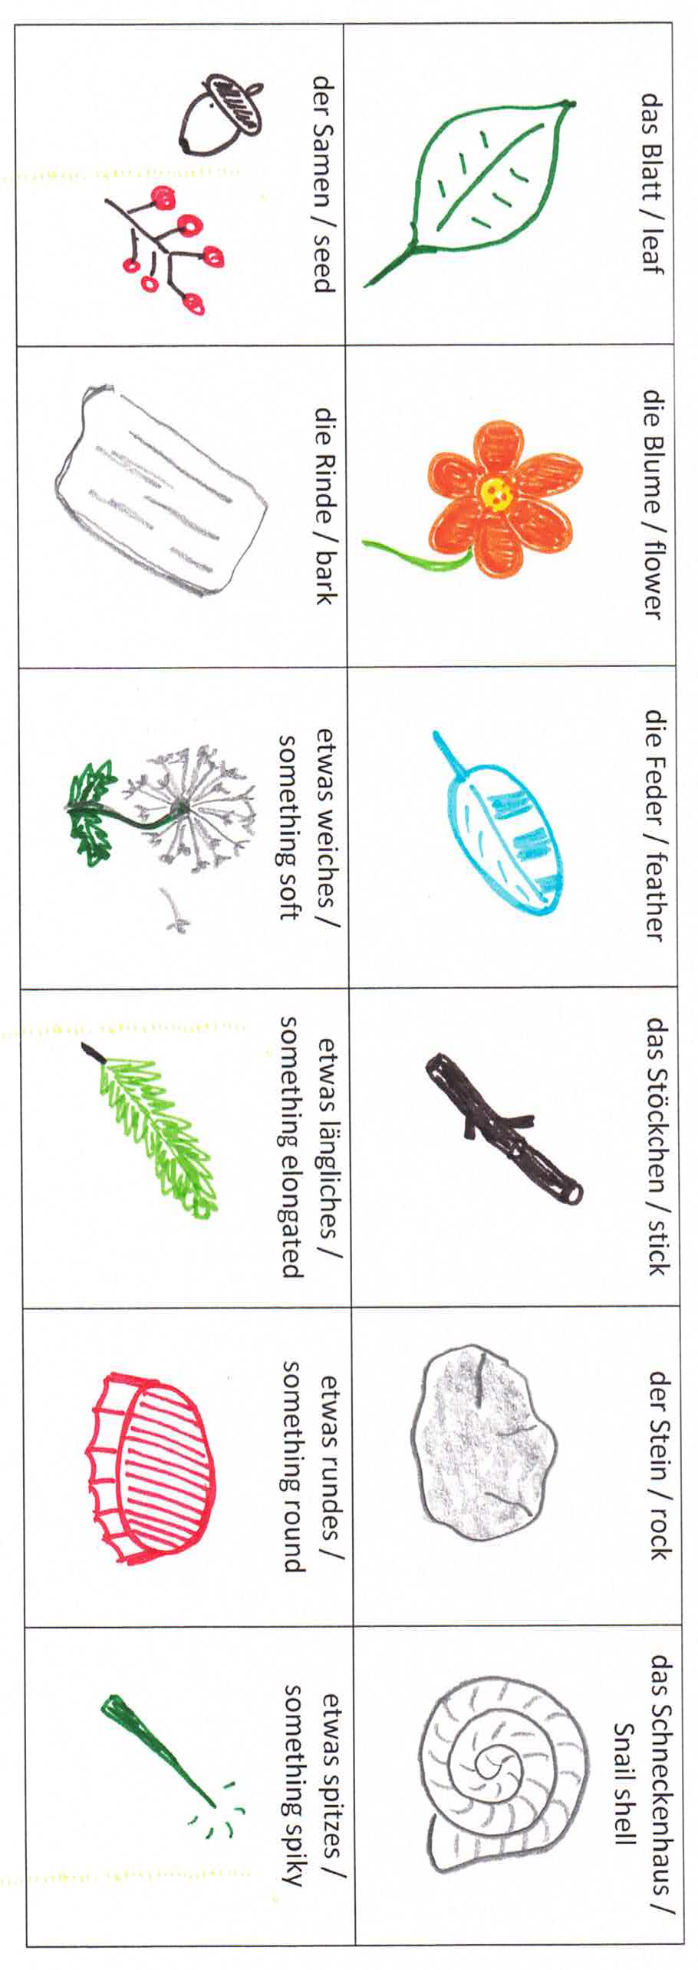 das Blatt / leaf
die Blume / flower
die Feder / feather
das Stöckchen / stick
der Stein / rock
das Schneckenhaus /
Snail shell
der Samen / seed
die Rinde / bark
etwas weiches /
something soft
etwas längliches /
something elongated
etwas rundes /
something round
etwas spitzes /
something spiky